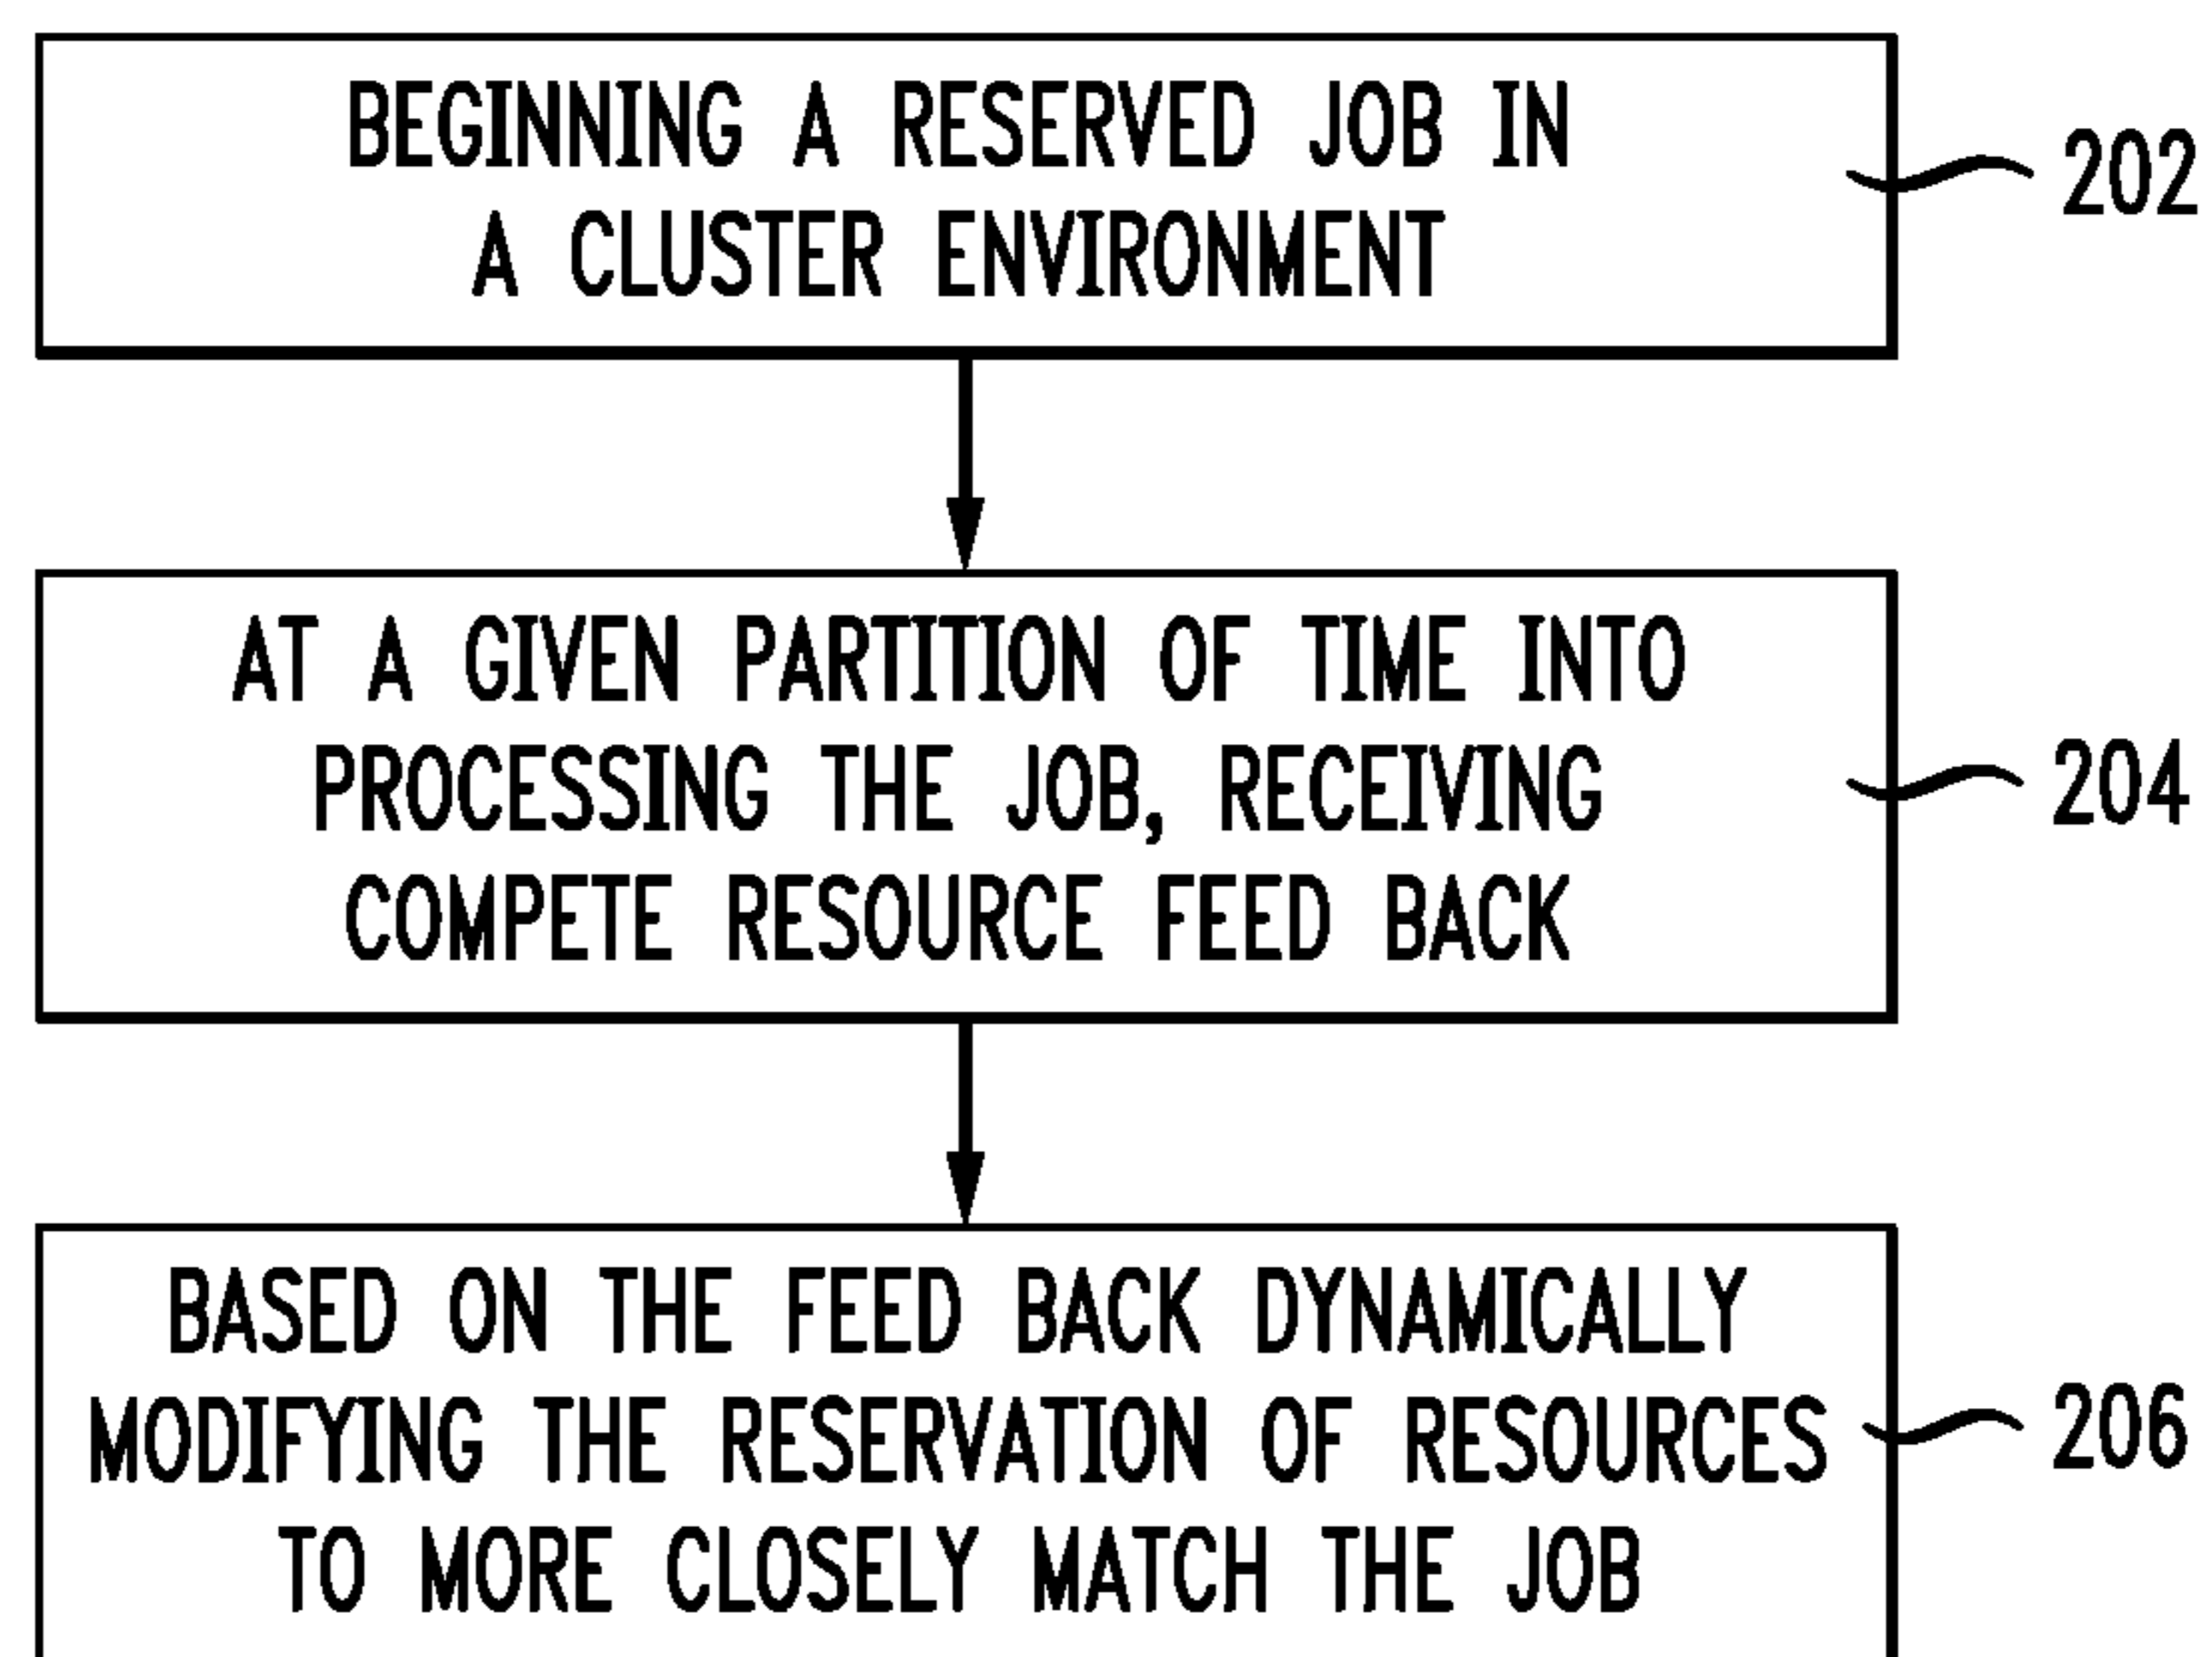 BEGINNING A RESERVED JOB IN
A CLUSTER ENVIRONMENT
202
AT A GIVEN PARTITION OF TIME INTO
PROCESSING THE JOB, RECEIVING
COMPETE RESOURCE FEED BACK
204
BASED ON THE FEED BACK DYNAMICALLY
MODIFYING THE RESERVATION OF RESOURCES
TO MORE CLOSELY MATCH THE JOB
206